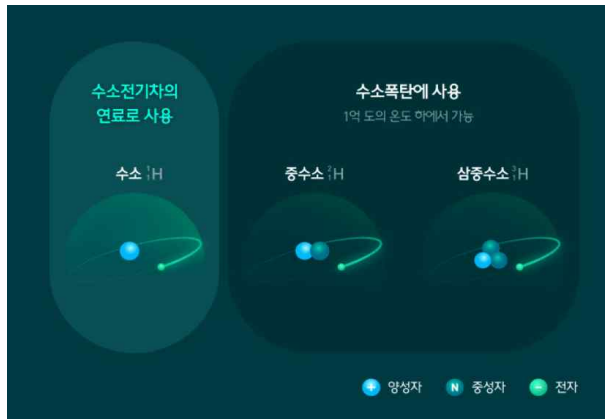 수소전기차의
연료로 사용
수소 ¹₁H
수소폭탄에 사용
1억 도의 온도 하에서 가능
중수소 ²₁H
삼중수소 ³₁H
+ 양성자
N 중성자
- 전자